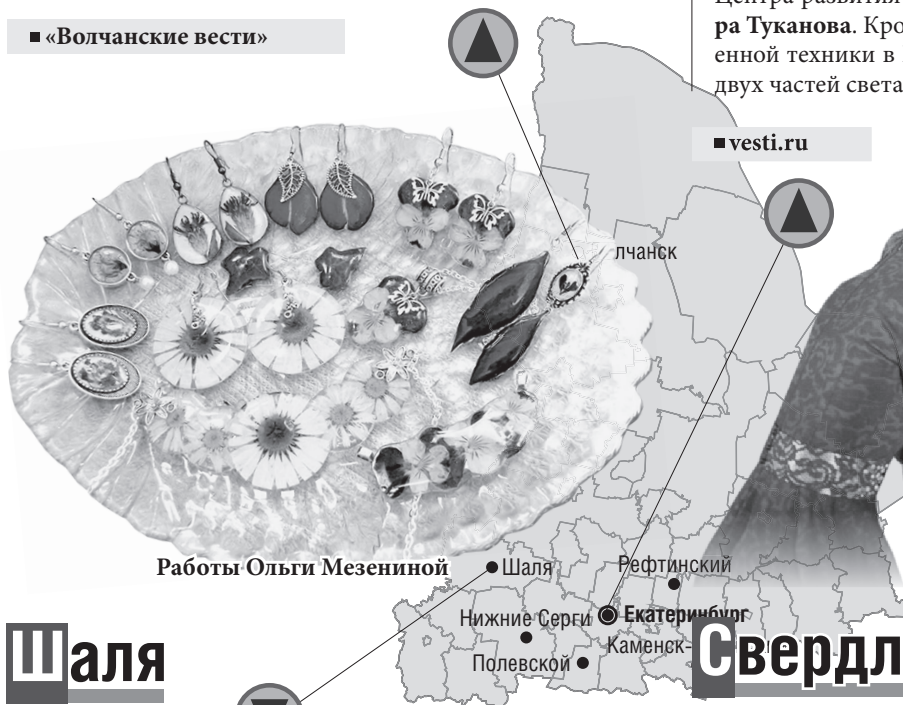 «Волчанские вести»
Центра развития
ра Туканова. Кро
енной техники в
двух частей света
vesti.ru
лчанск
Работы Ольги Мезениной
Шаля
Рефтинский
Нижние Серги
Екатеринбург
Полевской
Каменск-
Шаля
Свердл